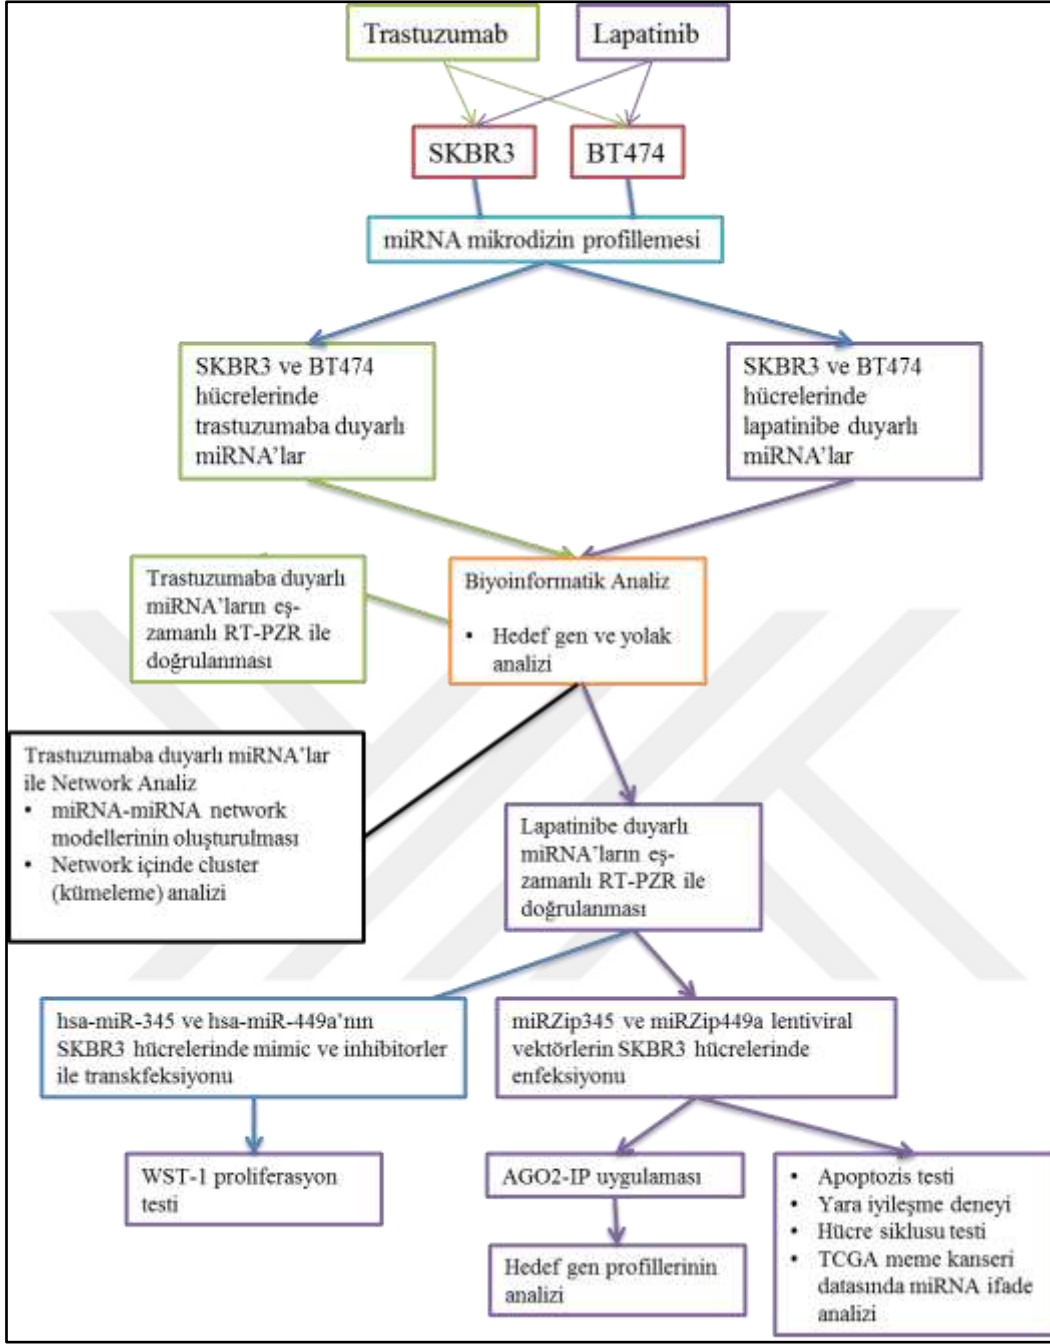 Trastuzumab
Lapatinib
SKBR3
BT474
miRNA mikrodizin profillemesi
SKBR3 ve BT474
hücrelerinde
trastuzumaba duyarlı
miRNA’lar
SKBR3 ve BT474
hücrelerinde
lapatinibe duyarlı
miRNA’lar
Trastuzumaba duyarlı
miRNA’ların eş-
zamanlı RT-PZR ile
doğrulanması
Biyoinformatik Analiz
• Hedef gen ve yolak
analizi
Trastuzumaba duyarlı miRNA’lar
ile Network Analiz
• miRNA-miRNA network
modellerinin oluşturulması
• Network içinde cluster
(kümeleme) analizi
Lapatinibe duyarlı
miRNA’ların eş-
zamanlı RT-PZR ile
doğrulanması
hsa-miR-345 ve hsa-miR-449a’nın
SKBR3 hücrelerinde mimic ve inhibitorler
ile transkfeksiyonu
miRZip345 ve miRZip449a lentiviral
vektörlerin SKBR3 hücrelerinde
enfeksiyonu
WST-1 proliferasyon
testi
AGO2-IP uygulaması
Hedef gen profillerinin
analizi
• Apoptozis testi
• Yara iyileşme deneyi
• Hücre siklusu testi
• TCGA meme kanseri
datasında miRNA ifade
analizi